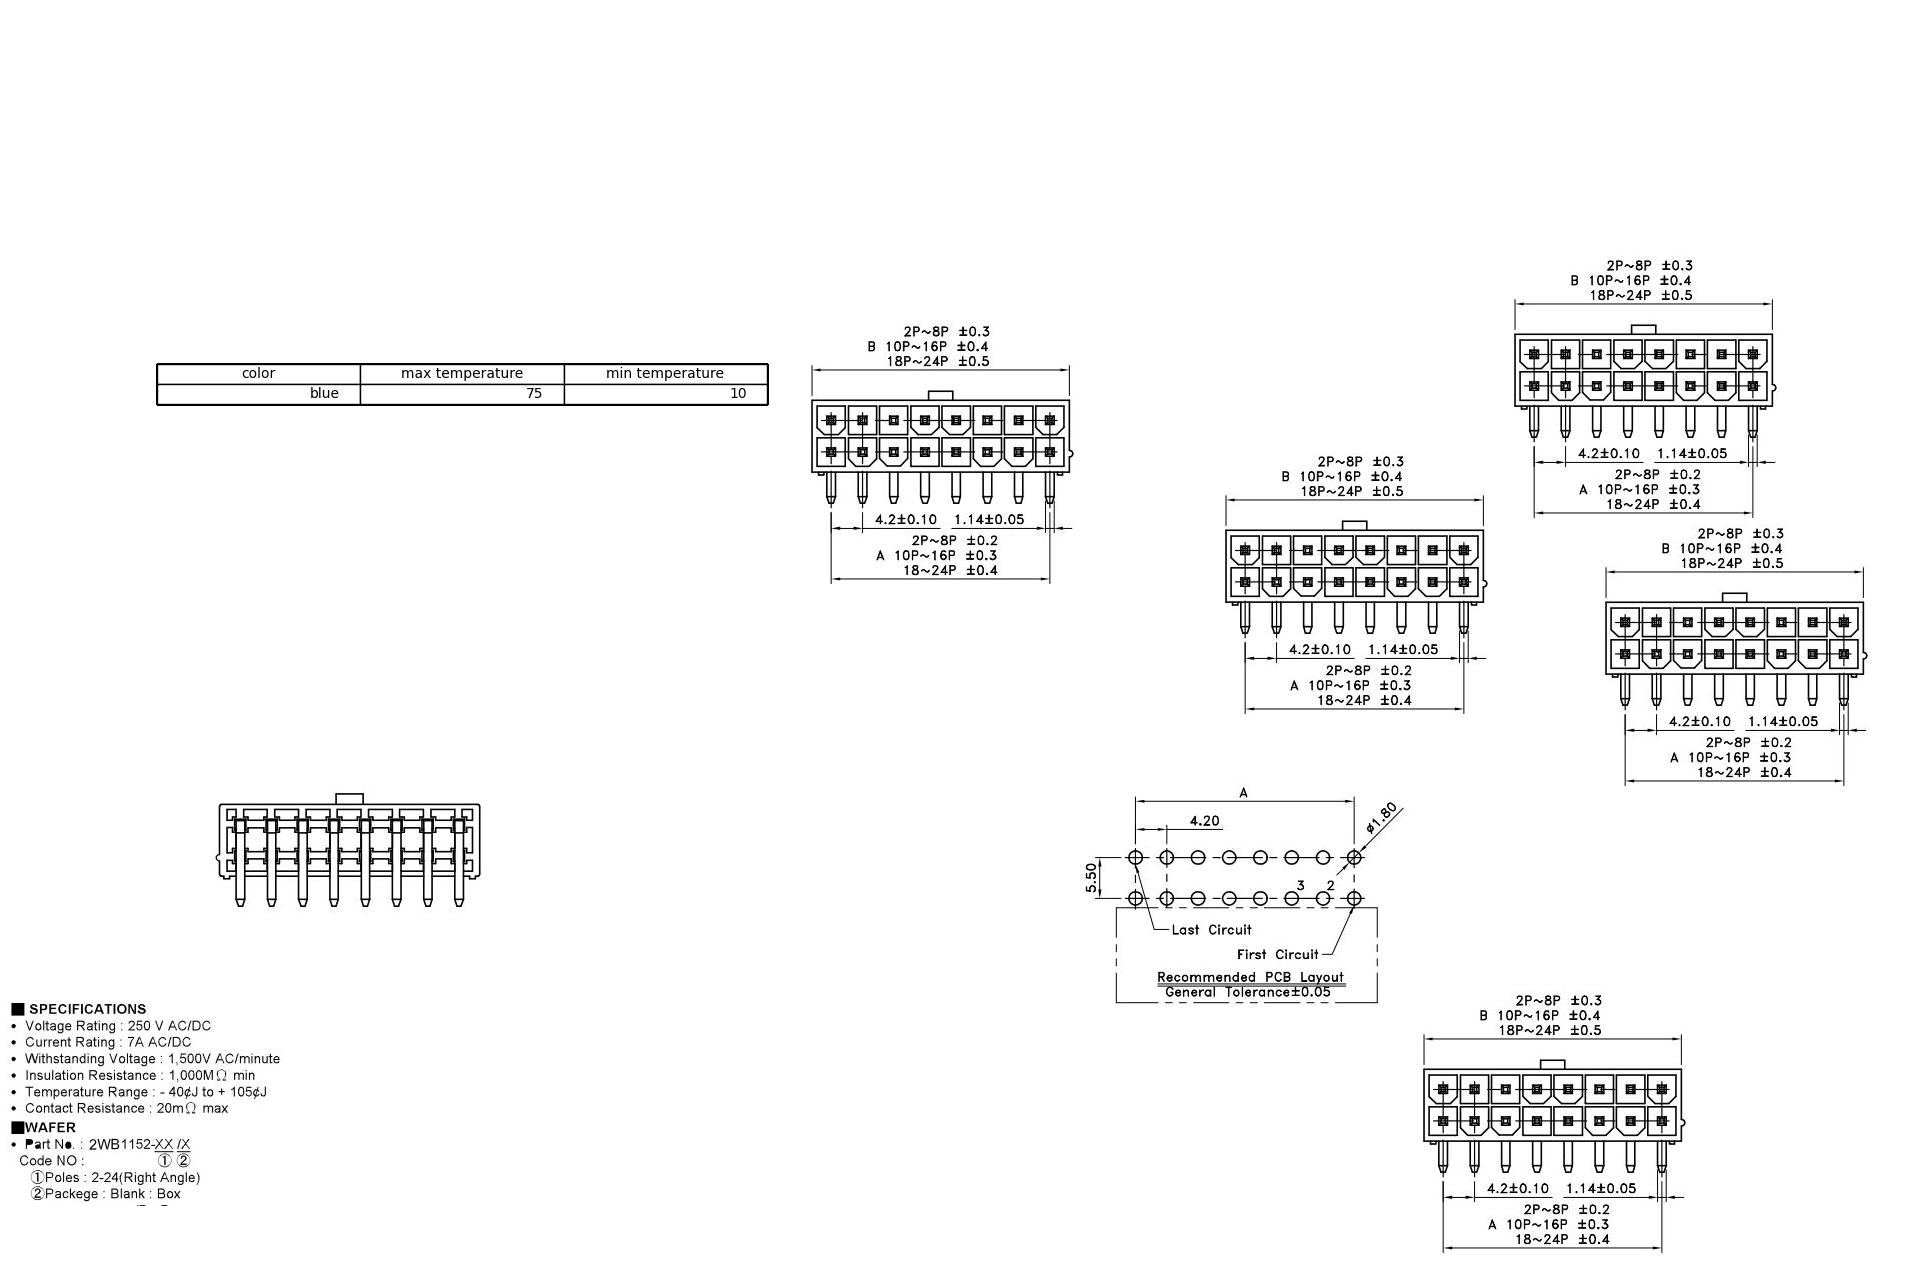 2P~8P ±0.3
B 10P~16P ±0.4
18P~24P ±0.5
4.2±0.10 1.14±0.05
2P~8P ±0.2
A 10P~16P ±0.3
18~24P ±0.4
2P~8P ±0.3
B 10P~16P ±0.4
18P~24P ±0.5
4.2±0.10 1.14±0.05
2P~8P ±0.2
A 10P~16P ±0.3
18~24P ±0.4
color max temperature min temperature
blue 75 10
2P~8P ±0.3
B 10P~16P ±0.4
18P~24P ±0.5
4.2±0.10 1.14±0.05
2P~8P ±0.2
A 10P~16P ±0.3
18~24P ±0.4
2P~8P ±0.3
B 10P~16P ±0.4
18P~24P ±0.5
4.2±0.10 1.14±0.05
2P~8P ±0.2
A 10P~16P ±0.3
18~24P ±0.4
A
4.20
ø1.80
5.50
3 2
Last Circuit
First Circuit
Recommended PCB Layout
General Tolerance±0.05
■ SPECIFICATIONS
• Voltage Rating : 250 V AC/DC
• Current Rating : 7A AC/DC
• Withstanding Voltage : 1,500V AC/minute
• Insulation Resistance : 1,000MΩ min
• Temperature Range : - 40¢J to + 105¢J
• Contact Resistance : 20mΩ max
■WAFER
• Part No. : 2WB1152-XX /X
Code NO : ① ②
①Poles : 2-24(Right Angle)
②Packege : Blank : Box
2P~8P ±0.3
B 10P~16P ±0.4
18P~24P ±0.5
4.2±0.10 1.14±0.05
2P~8P ±0.2
A 10P~16P ±0.3
18~24P ±0.4